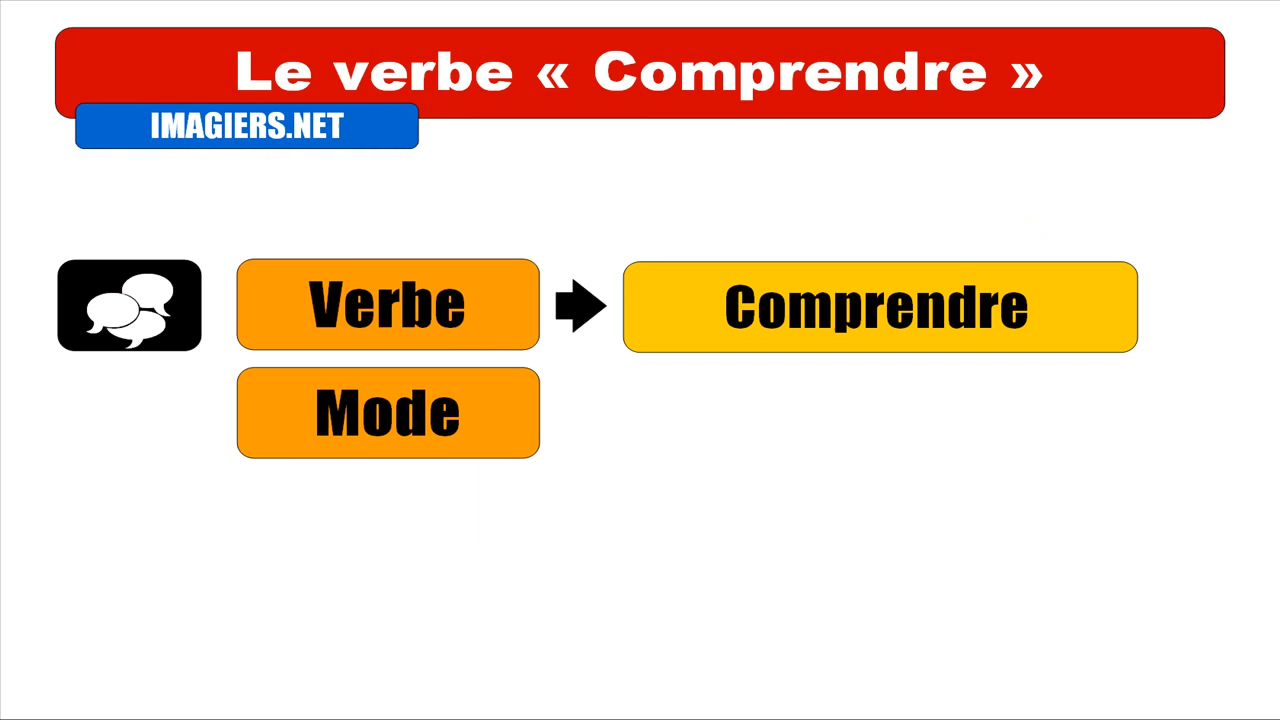 Le verbe « Comprendre »
IMAGIERS.NET
Verbe
Comprendre
Mode